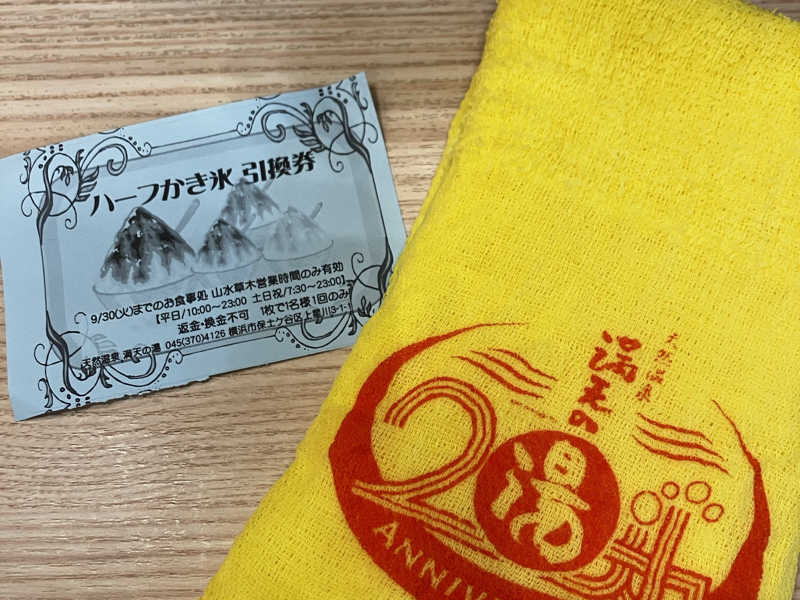 ハーフかき氷 引換券
9/30(火)までのお食事処 山水草木営業時間のみ有効
【平日/10:00~23:00 土日祝/7:30~23:00】
返金・換金不可 1枚で1名様1回のみ
天然温泉 満天の湯 045(370)4126 横浜市保土ケ谷区上星川3-1-1
天然温泉
満天の
湯
20
ANNIV